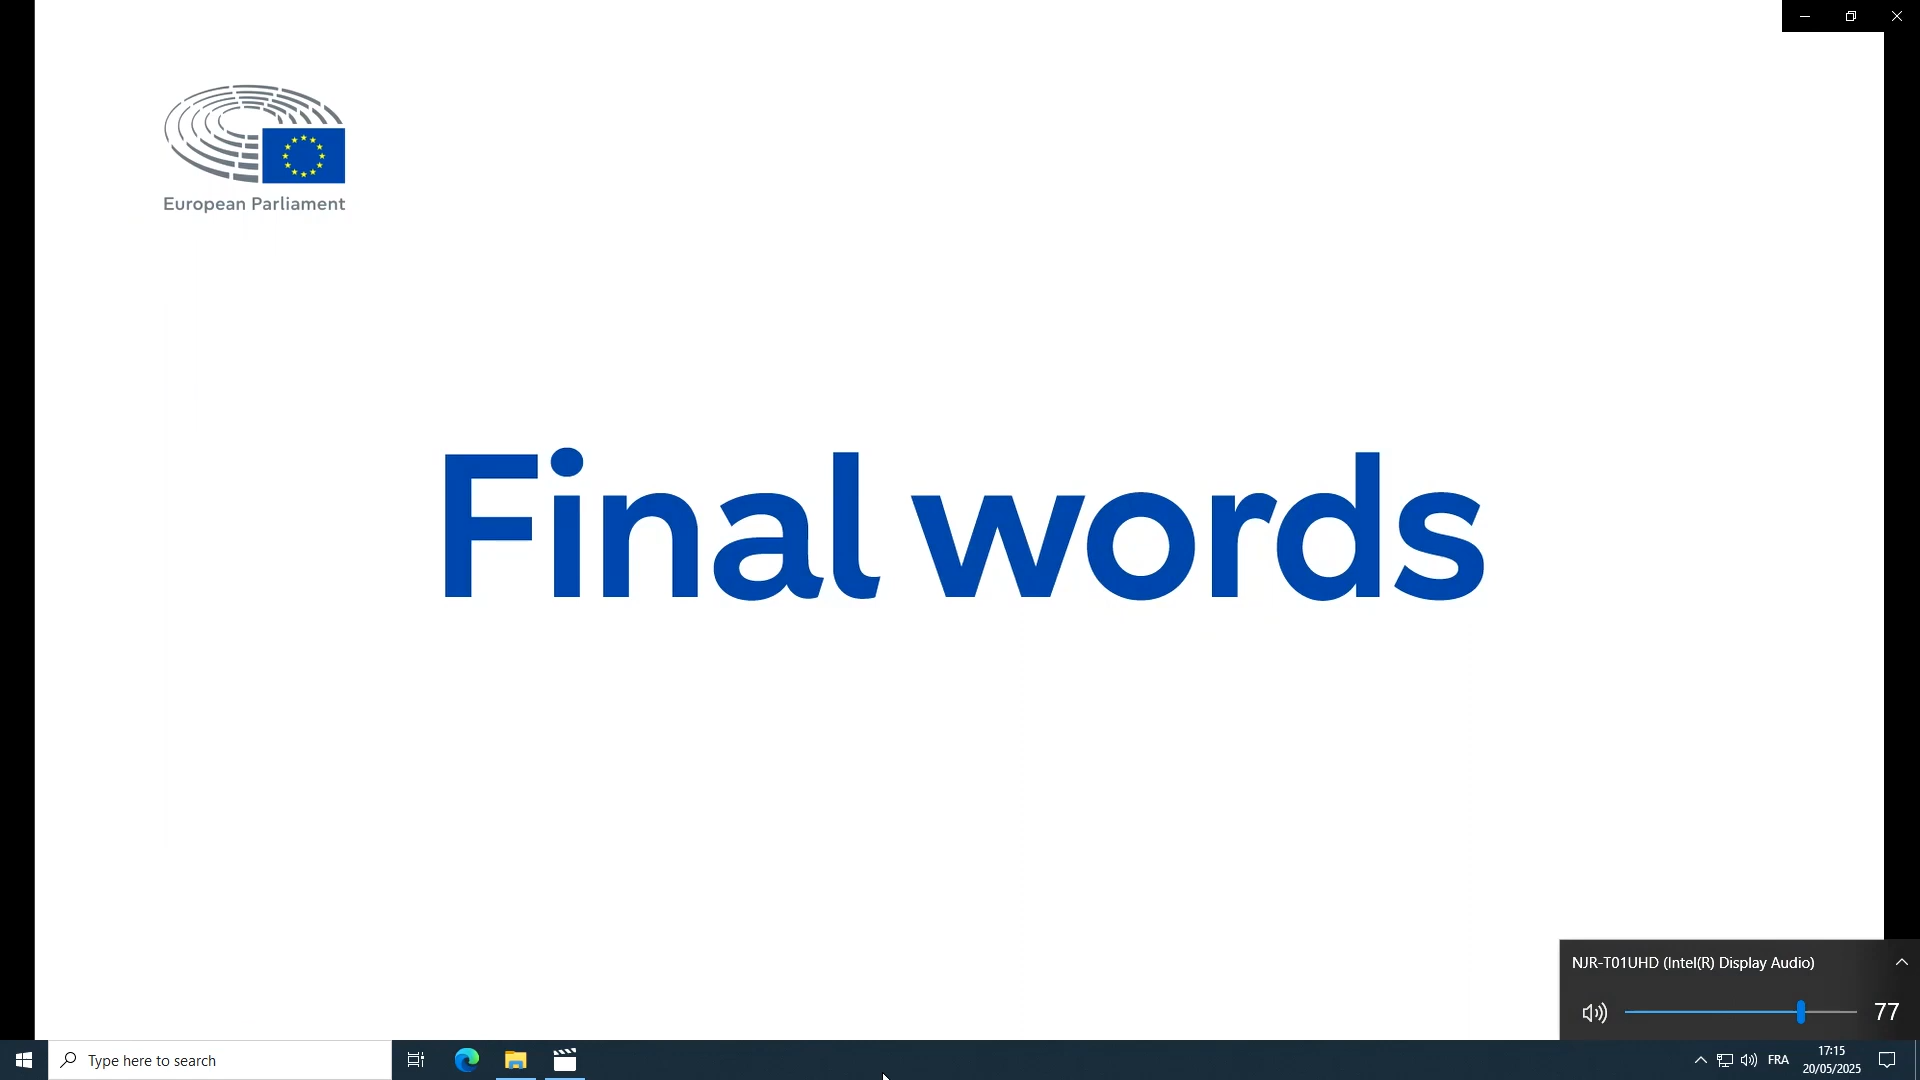 European Parliament
Final words
NJR-T01UHD (Intel(R) Display Audio)
77
Type here to search
FRA
17:15
20/05/2025